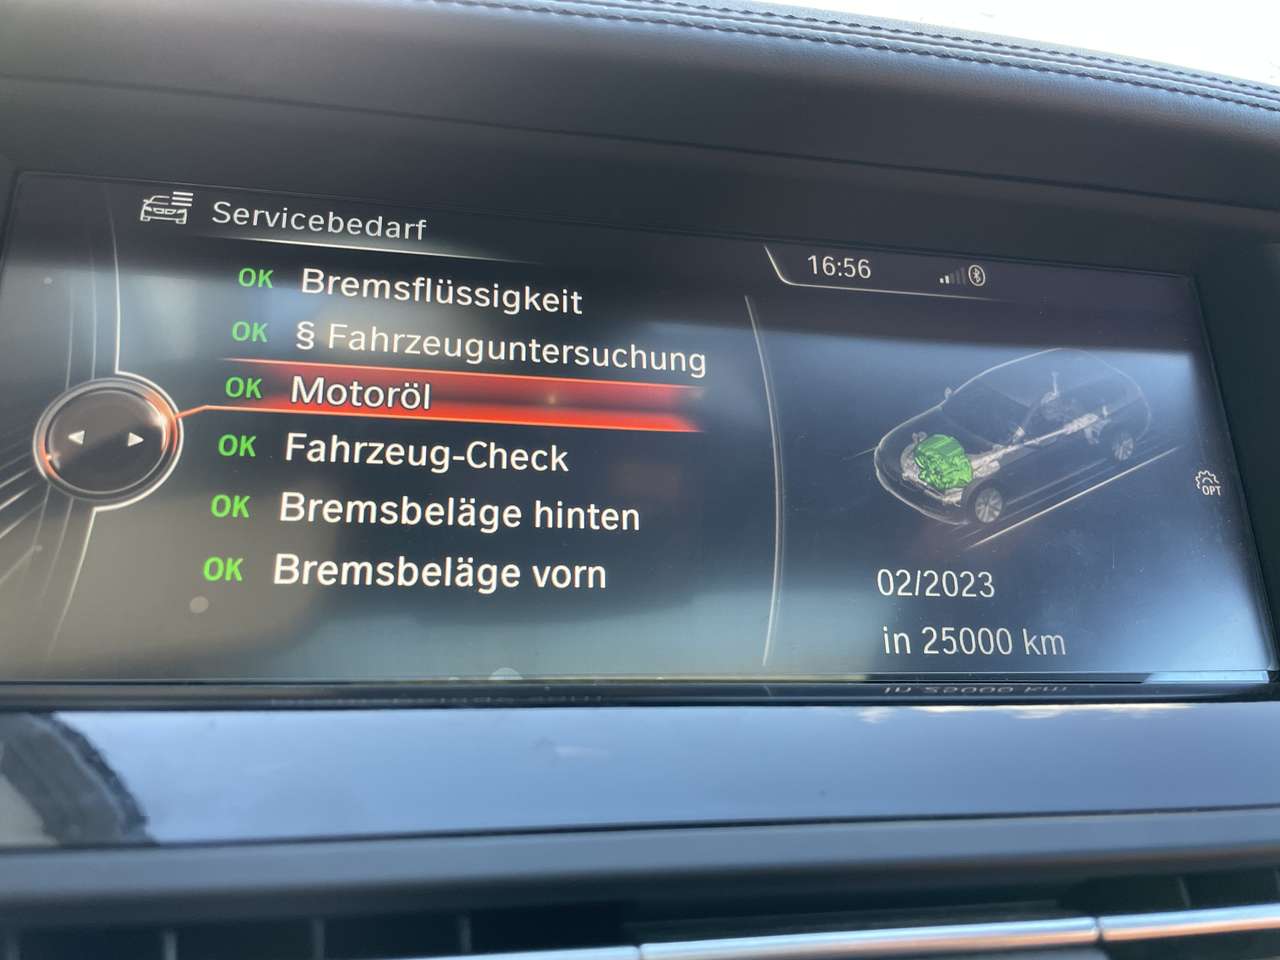 Servicebedarf
16:56
OK Bremsflüssigkeit
OK § Fahrzeuguntersuchung
OK Motoröl
OK Fahrzeug-Check
OK Bremsbeläge hinten
OK Bremsbeläge vorn
OPT
02/2023
in 25000 km